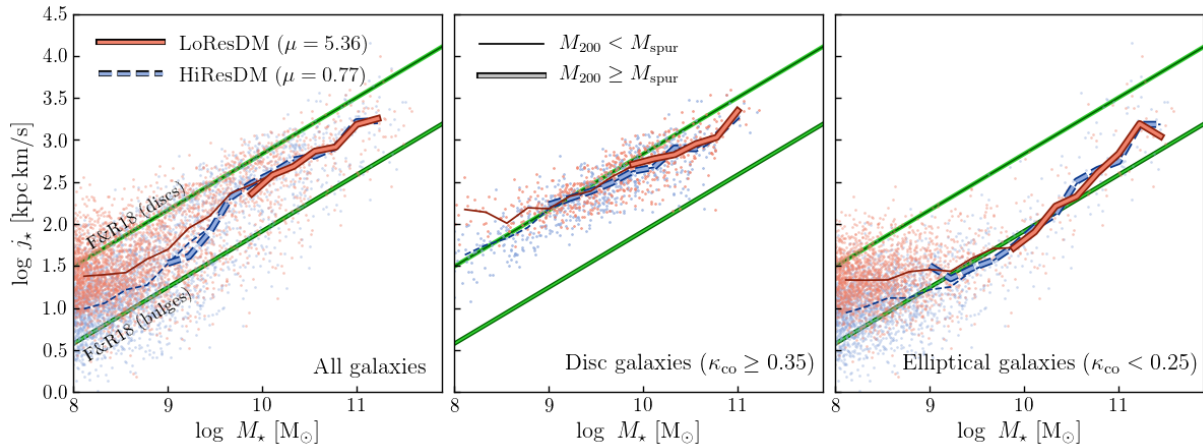 4.5
4.0
3.5
3.0
2.5
2.0
1.5
1.0
0.5
0.0
log j⋆ [kpc km/s]
LoResDM (μ = 5.36)
HiResDM (μ = 0.77)
F&R18 (discs)
F&R18 (bulges)
All galaxies
8 9 10 11
log M⋆ [M⊙]
M200 < Mspur
M200 ≥ Mspur
Disc galaxies (κco ≥ 0.35)
8 9 10 11
log M⋆ [M⊙]
Elliptical galaxies (κco < 0.25)
8 9 10 11
log M⋆ [M⊙]